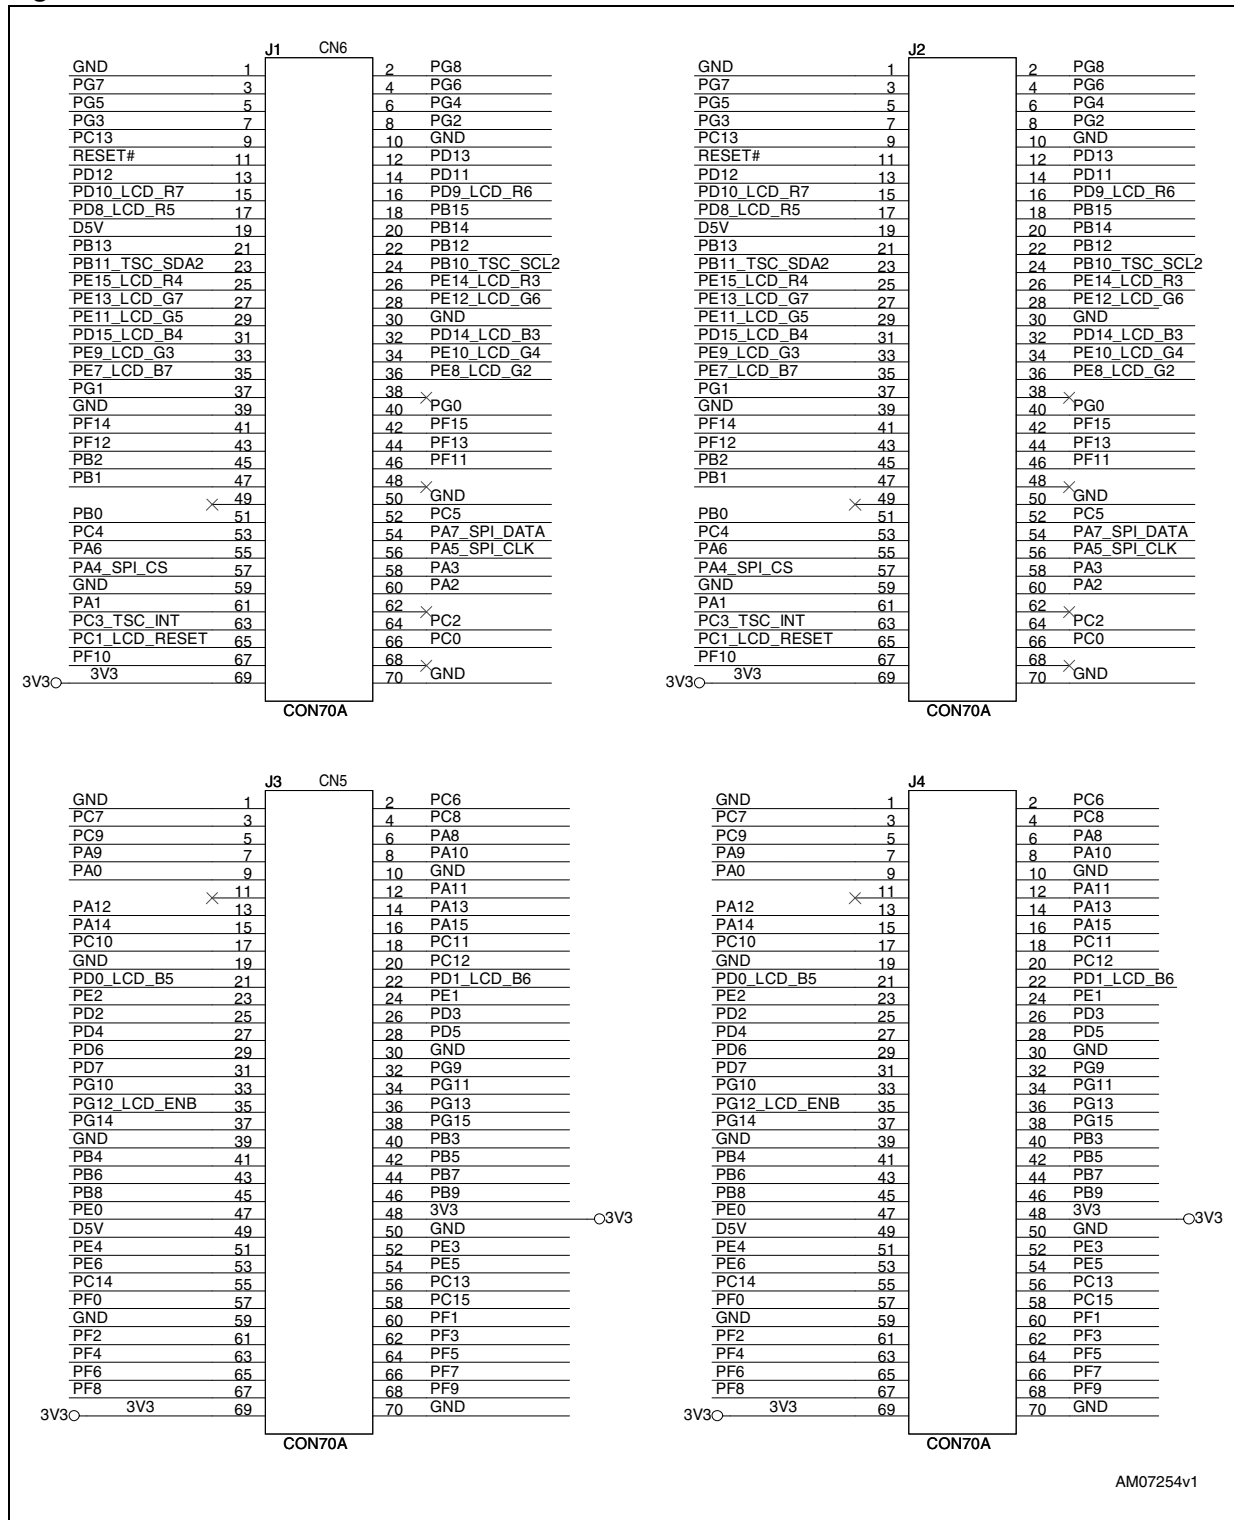 J1 CN6
GND 1 2 PG8
PG7 3 4 PG6
PG5 5 6 PG4
PG3 7 8 PG2
PC13 9 10 GND
RESET# 11 12 PD13
PD12 13 14 PD11
PD10_LCD_R7 15 16 PD9_LCD_R6
PD8_LCD_R5 17 18 PB15
D5V 19 20 PB14
PB13 21 22 PB12
PB11_TSC_SDA2 23 24 PB10_TSC_SCL2
PE15_LCD_R4 25 26 PE14_LCD_R3
PE13_LCD_G7 27 28 PE12_LCD_G6
PE11_LCD_G5 29 30 GND
PD15_LCD_B4 31 32 PD14_LCD_B3
PE9_LCD_G3 33 34 PE10_LCD_G4
PE7_LCD_B7 35 36 PE8_LCD_G2
PG1 37 38
GND 39 40 PG0
PF14 41 42 PF15
PF12 43 44 PF13
PB2 45 46 PF11
PB1 47 48
49 50 GND
PB0 51 52 PC5
PC4 53 54 PA7_SPI_DATA
PA6 55 56 PA5_SPI_CLK
PA4_SPI_CS 57 58 PA3
GND 59 60 PA2
PA1 61 62
PC3_TSC_INT 63 64 PC2
PC1_LCD_RESET 65 66 PC0
PF10 67 68
3V3 3V3 69 70 GND
CON70A
J2
GND 1 2 PG8
PG7 3 4 PG6
PG5 5 6 PG4
PG3 7 8 PG2
PC13 9 10 GND
RESET# 11 12 PD13
PD12 13 14 PD11
PD10_LCD_R7 15 16 PD9_LCD_R6
PD8_LCD_R5 17 18 PB15
D5V 19 20 PB14
PB13 21 22 PB12
PB11_TSC_SDA2 23 24 PB10_TSC_SCL2
PE15_LCD_R4 25 26 PE14_LCD_R3
PE13_LCD_G7 27 28 PE12_LCD_G6
PE11_LCD_G5 29 30 GND
PD15_LCD_B4 31 32 PD14_LCD_B3
PE9_LCD_G3 33 34 PE10_LCD_G4
PE7_LCD_B7 35 36 PE8_LCD_G2
PG1 37 38
GND 39 40 PG0
PF14 41 42 PF15
PF12 43 44 PF13
PB2 45 46 PF11
PB1 47 48
49 50 GND
PB0 51 52 PC5
PC4 53 54 PA7_SPI_DATA
PA6 55 56 PA5_SPI_CLK
PA4_SPI_CS 57 58 PA3
GND 59 60 PA2
PA1 61 62
PC3_TSC_INT 63 64 PC2
PC1_LCD_RESET 65 66 PC0
PF10 67 68
3V3 3V3 69 70 GND
CON70A
J3 CN5
GND 1 2 PC6
PC7 3 4 PC8
PC9 5 6 PA8
PA9 7 8 PA10
PA0 9 10 GND
11 12 PA11
PA12 13 14 PA13
PA14 15 16 PA15
PC10 17 18 PC11
GND 19 20 PC12
PD0_LCD_B5 21 22 PD1_LCD_B6
PE2 23 24 PE1
PD2 25 26 PD3
PD4 27 28 PD5
PD6 29 30 GND
PD7 31 32 PG9
PG10 33 34 PG11
PG12_LCD_ENB 35 36 PG13
PG14 37 38 PG15
GND 39 40 PB3
PB4 41 42 PB5
PB6 43 44 PB7
PB8 45 46 PB9
PE0 47 48 3V3 3V3
D5V 49 50 GND
PE4 51 52 PE3
PE6 53 54 PE5
PC14 55 56 PC13
PF0 57 58 PC15
GND 59 60 PF1
PF2 61 62 PF3
PF4 63 64 PF5
PF6 65 66 PF7
PF8 67 68 PF9
3V3 3V3 69 70 GND
CON70A
J4
GND 1 2 PC6
PC7 3 4 PC8
PC9 5 6 PA8
PA9 7 8 PA10
PA0 9 10 GND
11 12 PA11
PA12 13 14 PA13
PA14 15 16 PA15
PC10 17 18 PC11
GND 19 20 PC12
PD0_LCD_B5 21 22 PD1_LCD_B6
PE2 23 24 PE1
PD2 25 26 PD3
PD4 27 28 PD5
PD6 29 30 GND
PD7 31 32 PG9
PG10 33 34 PG11
PG12_LCD_ENB 35 36 PG13
PG14 37 38 PG15
GND 39 40 PB3
PB4 41 42 PB5
PB6 43 44 PB7
PB8 45 46 PB9
PE0 47 48 3V3 3V3
D5V 49 50 GND
PE4 51 52 PE3
PE6 53 54 PE5
PC14 55 56 PC13
PF0 57 58 PC15
GND 59 60 PF1
PF2 61 62 PF3
PF4 63 64 PF5
PF6 65 66 PF7
PF8 67 68 PF9
3V3 3V3 69 70 GND
CON70A
AM07254v1